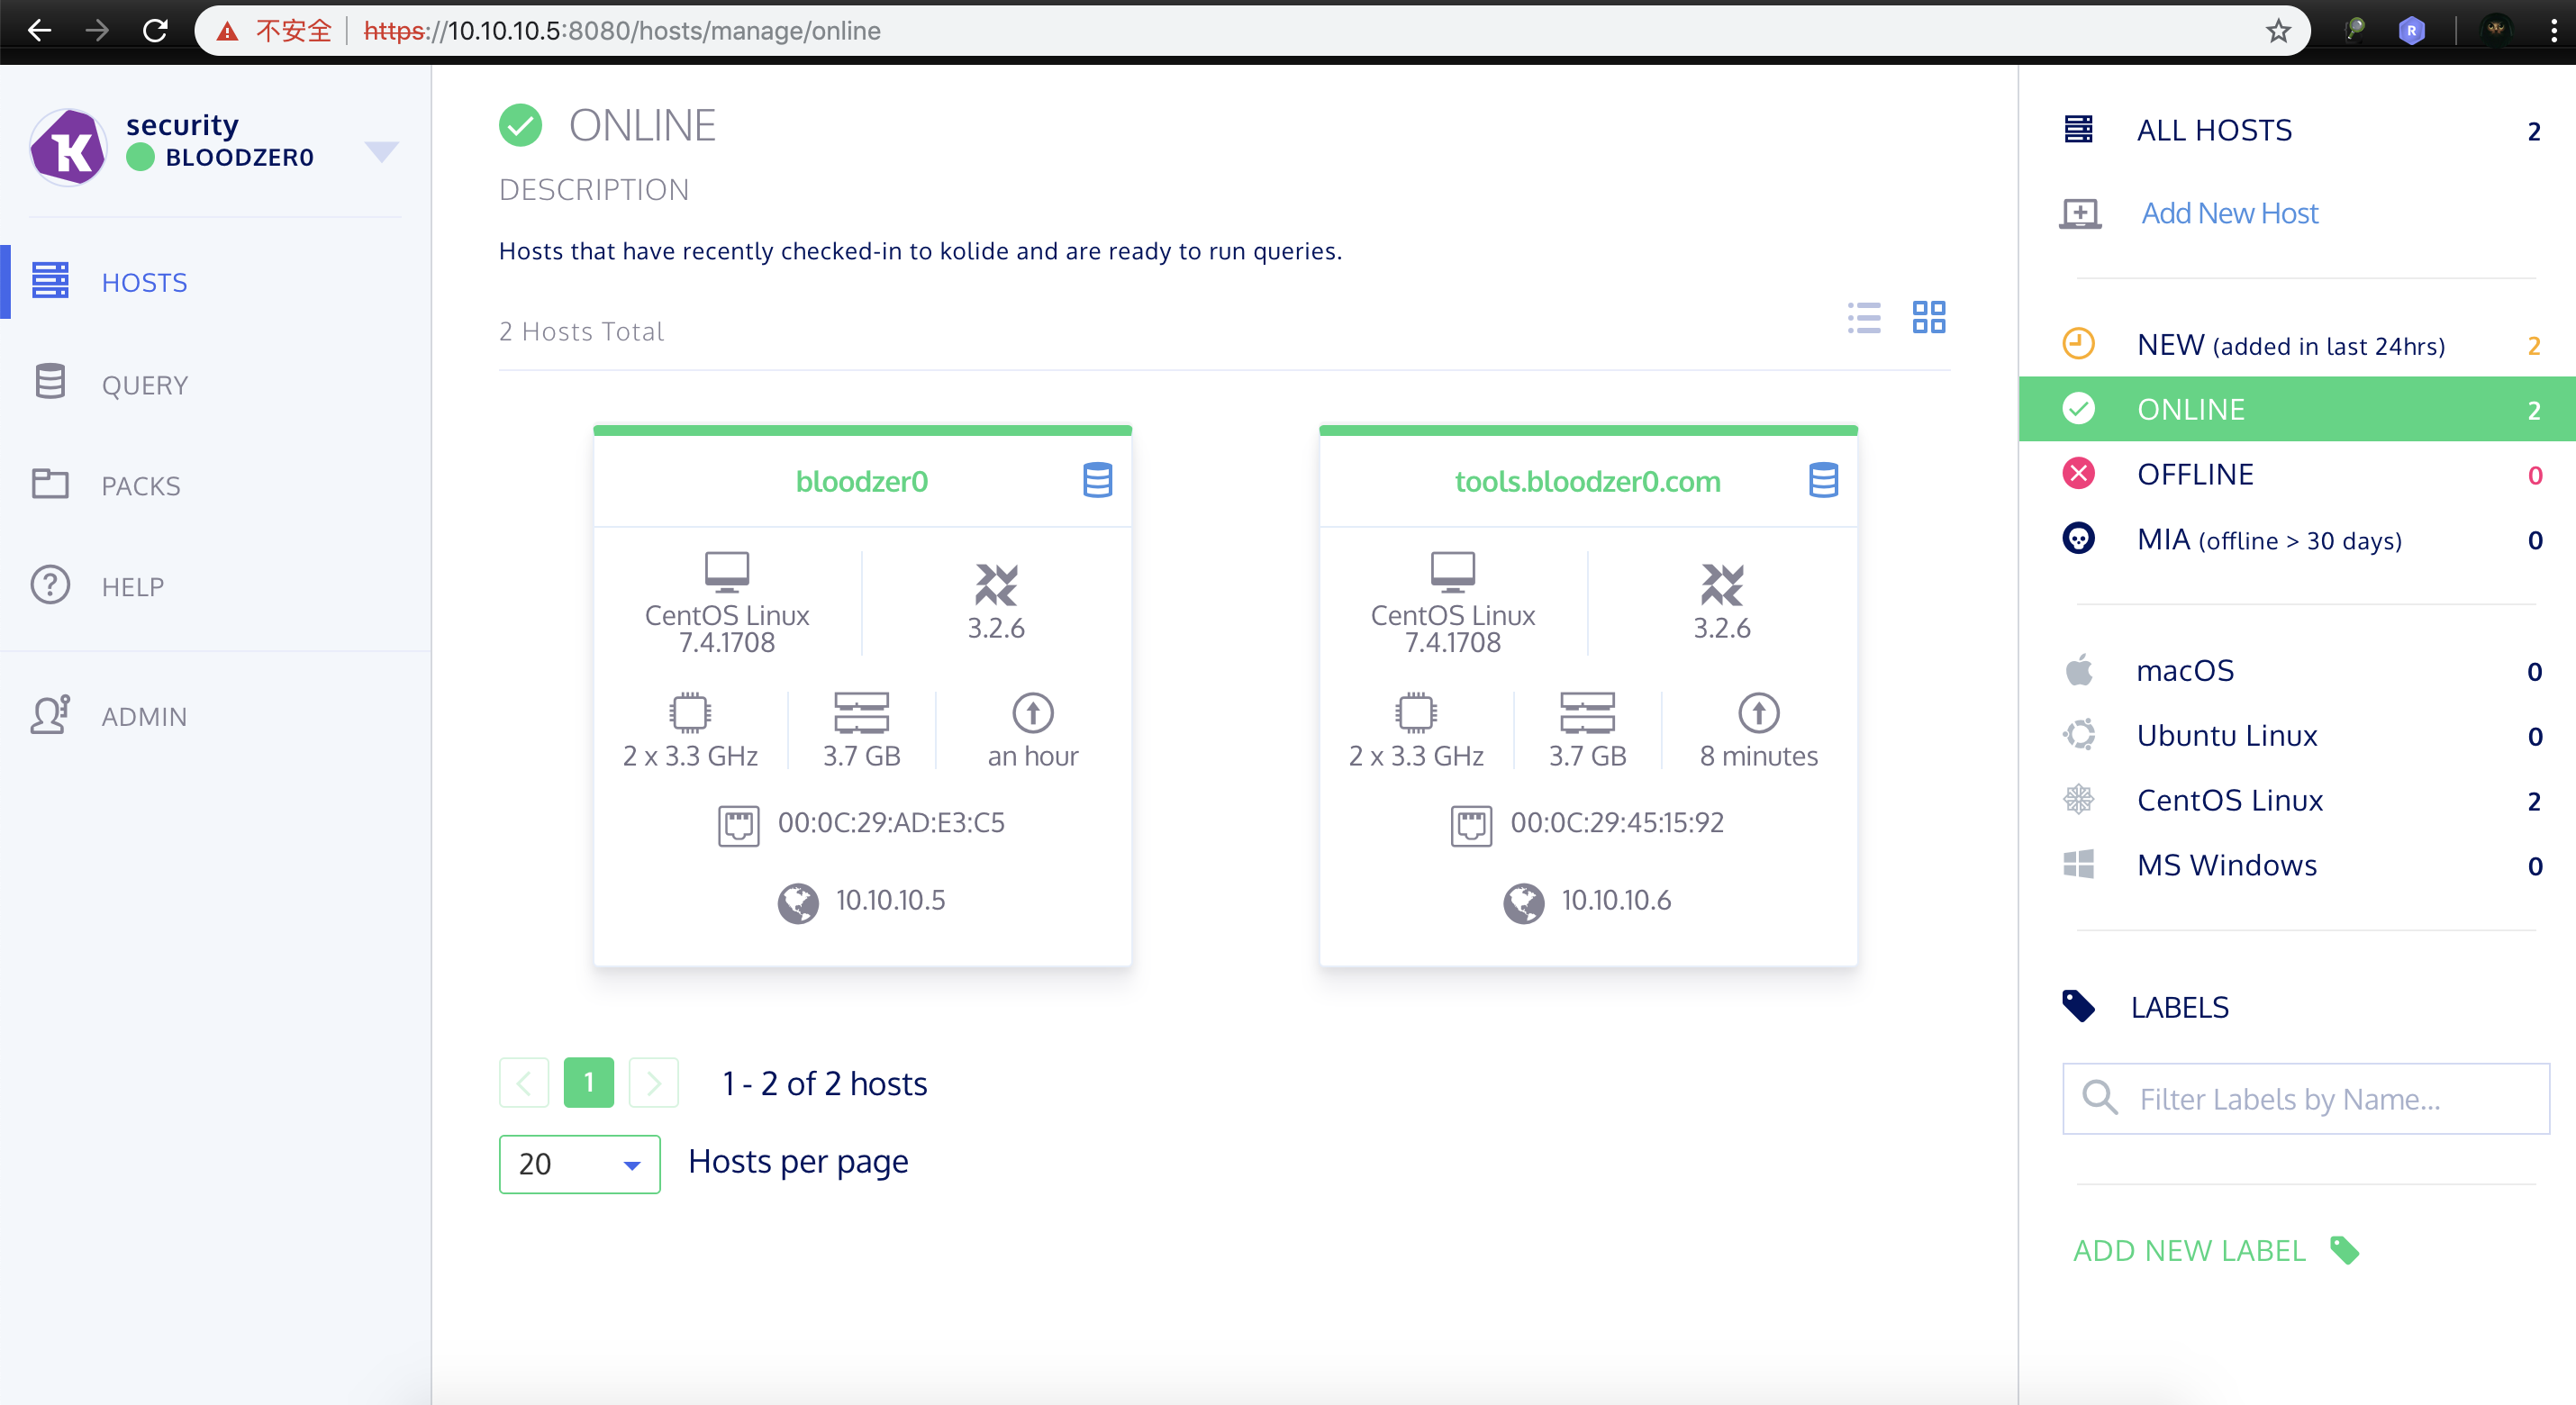 不安全 https://10.10.10.5:8080/hosts/manage/online
R
K
security
BLOODZER0
HOSTS
QUERY
PACKS
HELP
ADMIN
ONLINE
DESCRIPTION
Hosts that have recently checked-in to kolide and are ready to run queries.
2 Hosts Total
bloodzer0
CentOS Linux
7.4.1708
3.2.6
2 x 3.3 GHz
3.7 GB
an hour
00:0C:29:AD:E3:C5
10.10.10.5
tools.bloodzer0.com
CentOS Linux
7.4.1708
3.2.6
2 x 3.3 GHz
3.7 GB
8 minutes
00:0C:29:45:15:92
10.10.10.6
1
1 - 2 of 2 hosts
20
Hosts per page
ALL HOSTS 2
Add New Host
NEW (added in last 24hrs) 2
ONLINE 2
OFFLINE 0
MIA (offline > 30 days) 0
macOS 0
Ubuntu Linux 0
CentOS Linux 2
MS Windows 0
LABELS
Filter Labels by Name...
ADD NEW LABEL